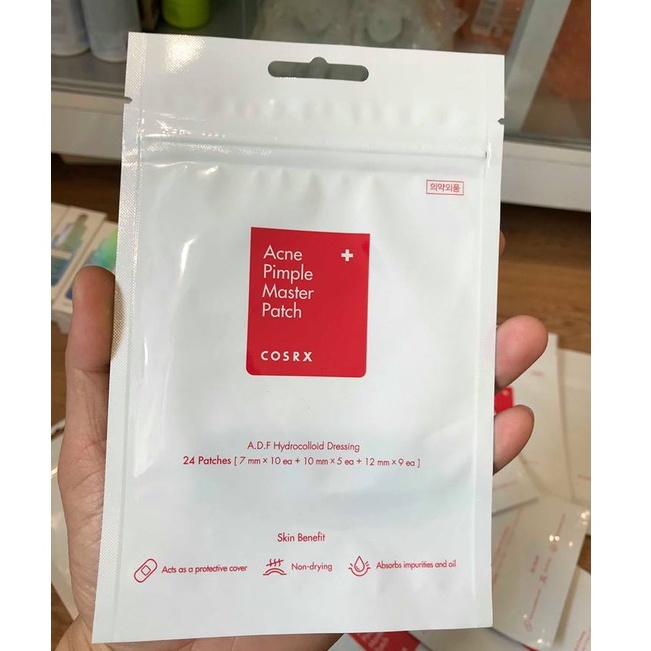 의약외품
Acne
Pimple
Master
Patch
COSRX
A.D.F Hydrocolloid Dressing
24 Patches [ 7 mm × 10 ea + 10 mm × 5 ea + 12 mm × 9 ea ]
Skin Benefit
Acts as a protective cover
Non-drying
Absorbs impurities and oil